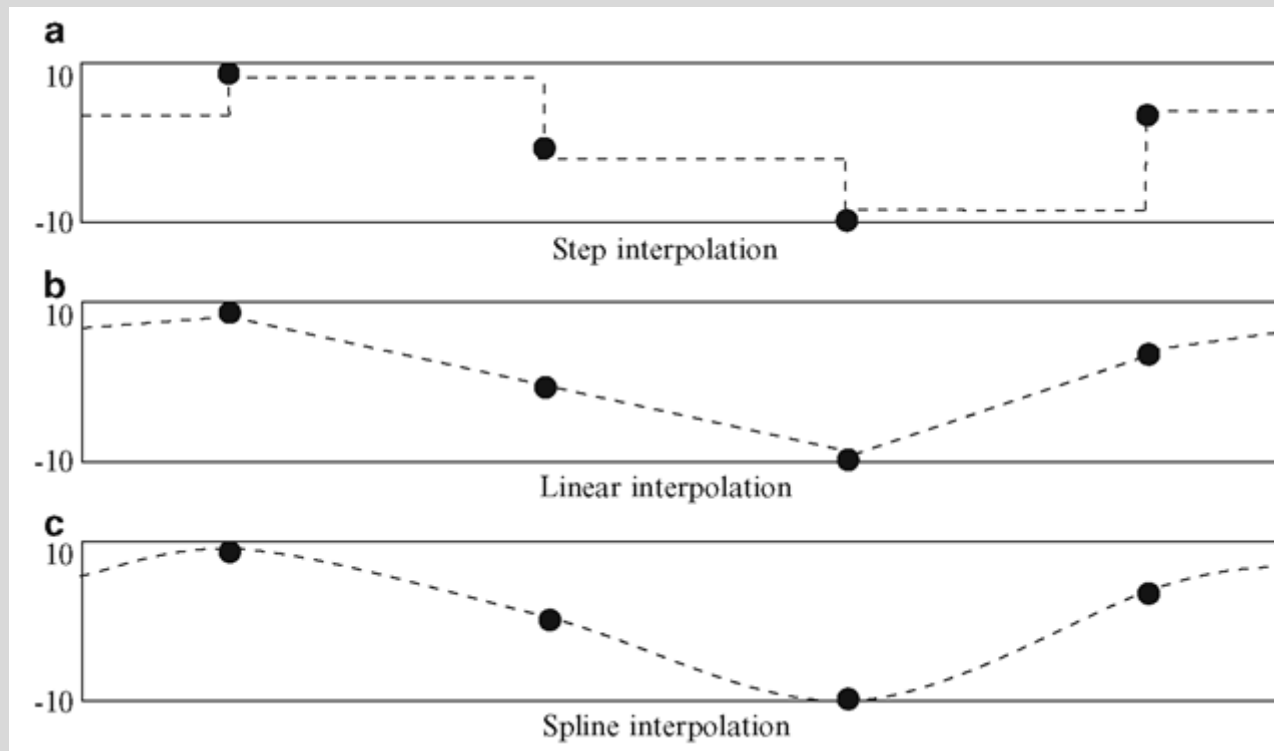 a
10
-10
Step interpolation
b
10
-10
Linear interpolation
c
10
-10
Spline interpolation